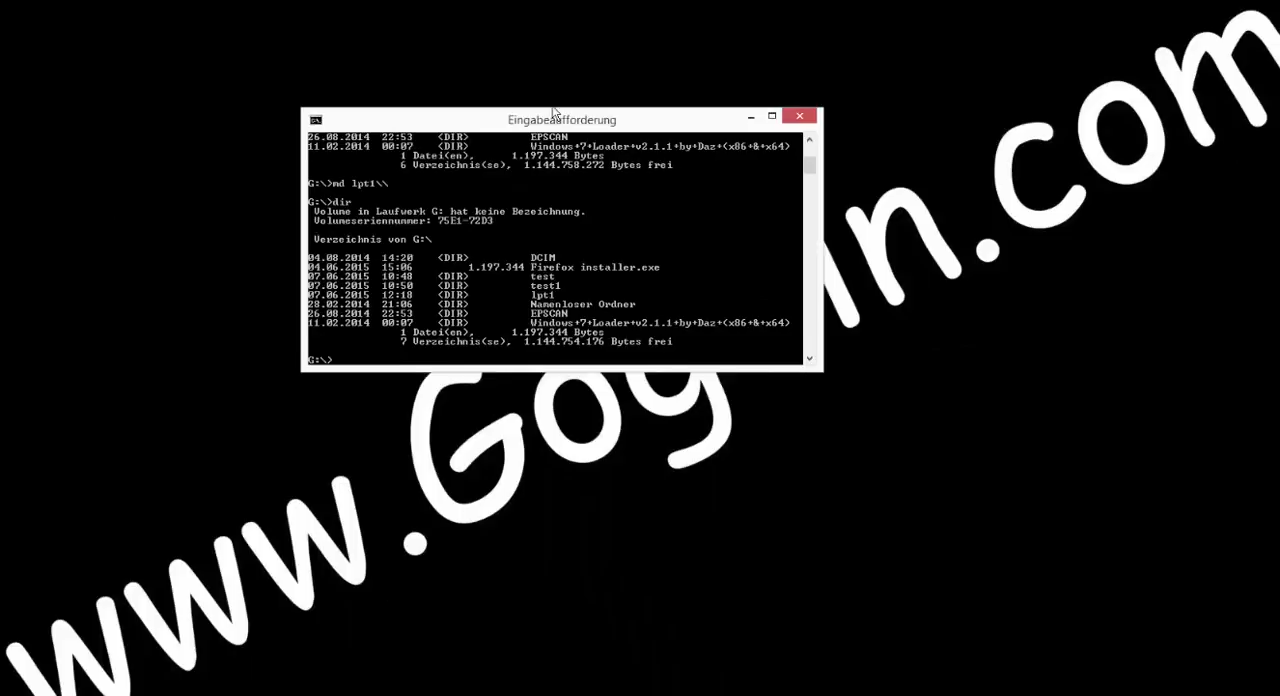 Eingabeaufforderung
26.08.2014 22:53 <DIR> EPSCAN
11.02.2014 00:07 <DIR> Windows+7+Loader+v2.1.1+by+Daz+(x86+&+x64)
1 Datei(en), 1.197.344 Bytes
6 Verzeichnis(se), 1.144.758.272 Bytes frei
G:\>md lpt1\\
G:\>dir
Volume in Laufwerk G: hat keine Bezeichnung.
Volumeseriennummer: 75E1-72D3
Verzeichnis von G:\
04.08.2014 14:20 <DIR> DCIM
04.06.2015 15:06 1.197.344 Firefox installer.exe
07.06.2015 10:48 <DIR> test
07.06.2015 10:50 <DIR> test1
07.06.2015 12:18 <DIR> lpt1
28.02.2014 21:06 <DIR> Namenloser Ordner
26.08.2014 22:53 <DIR> EPSCAN
11.02.2014 00:07 <DIR> Windows+7+Loader+v2.1.1+by+Daz+(x86+&+x64)
1 Datei(en), 1.197.344 Bytes
7 Verzeichnis(se), 1.144.754.176 Bytes frei
G:\>